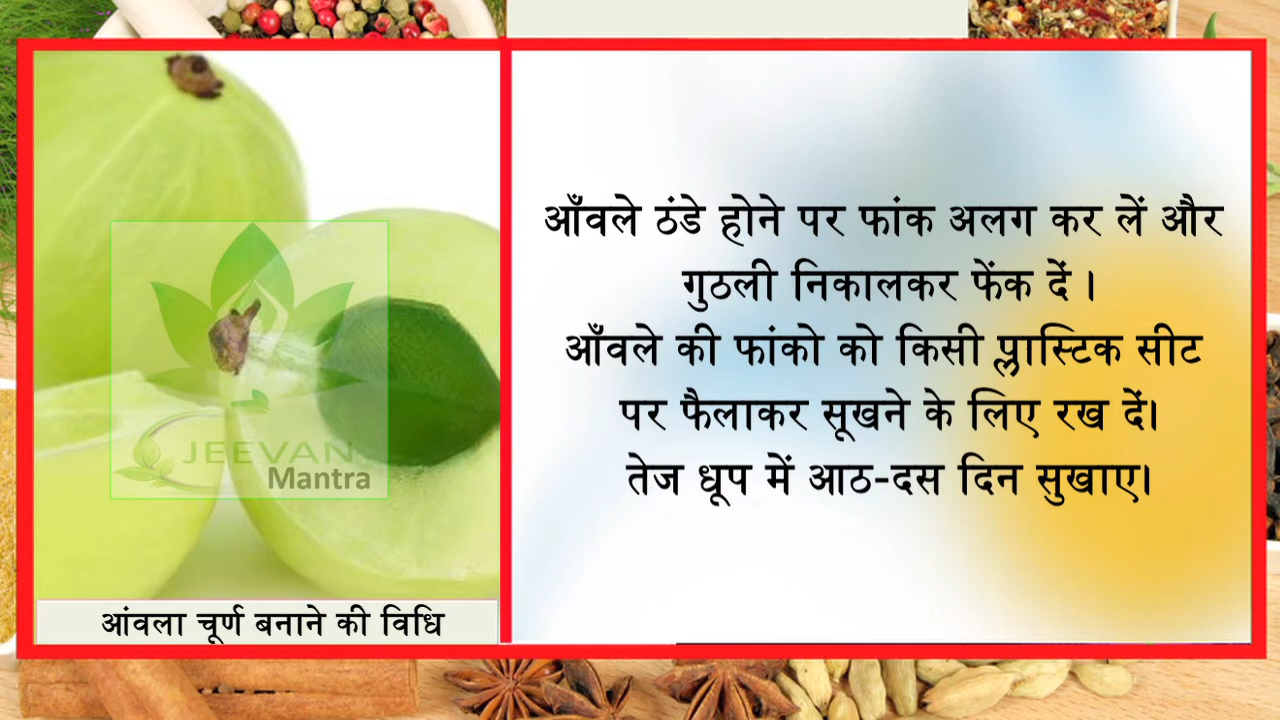 आँवले ठंडे होने पर फांक अलग कर लें और
गुठली निकालकर फेंक दें ।
आँवले की फांको को किसी प्लास्टिक सीट
पर फैलाकर सूखने के लिए रख दें।
तेज धूप में आठ-दस दिन सुखाए।
JEEVAN
Mantra
आंवला चूर्ण बनाने की विधि